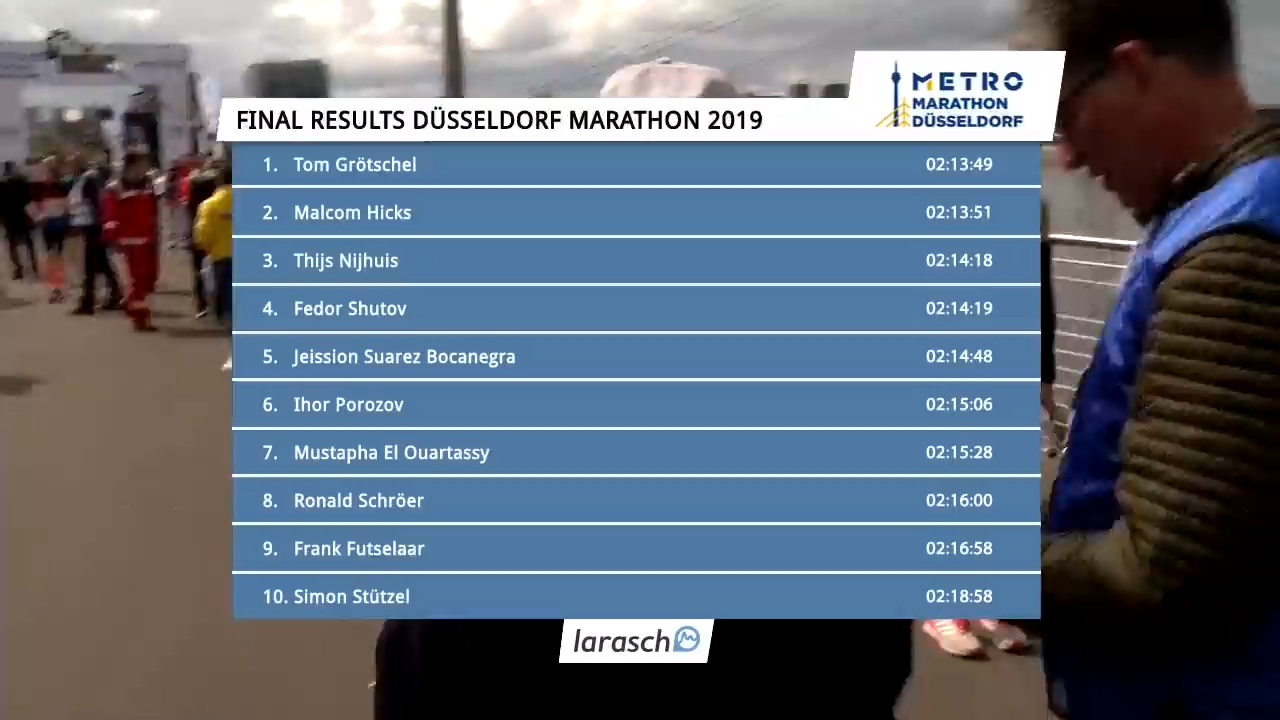 METRO
MARATHON
DÜSSELDORF
FINAL RESULTS DÜSSELDORF MARATHON 2019
1. Tom Grötschel 02:13:49
2. Malcom Hicks 02:13:51
3. Thijs Nijhuis 02:14:18
4. Fedor Shutov 02:14:19
5. Jeission Suarez Bocanegra 02:14:48
6. Ihor Porozov 02:15:06
7. Mustapha El Ouartassy 02:15:28
8. Ronald Schröer 02:16:00
9. Frank Futselaar 02:16:58
10. Simon Stützel 02:18:58
larasch